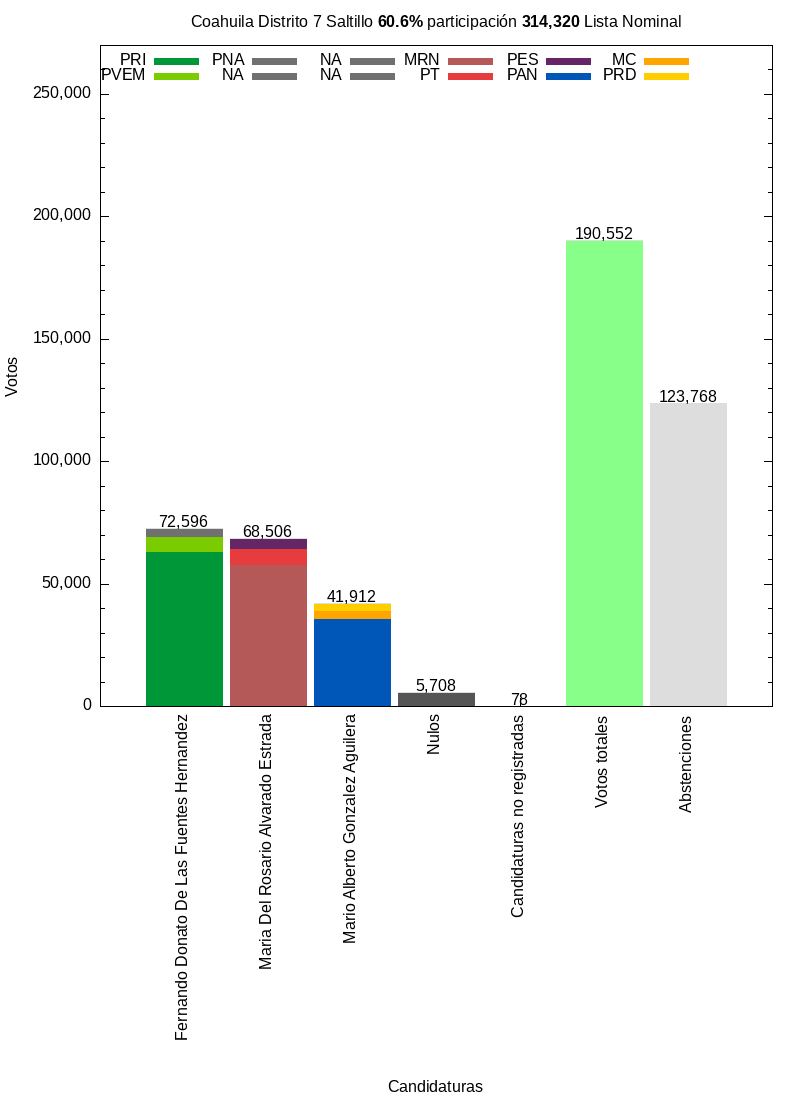 Coahuila Distrito 7 Saltillo 60.6% participación 314,320 Lista Nominal
PRI PNA NA MRN PES MC
PVEM NA NA PT PAN PRD
250,000
200,000
150,000
100,000
50,000
0
Votos
72,596
68,506
41,912
5,708
78
190,552
123,768
Fernando Donato De Las Fuentes Hernandez
Maria Del Rosario Alvarado Estrada
Mario Alberto Gonzalez Aguilera
Nulos
Candidaturas no registradas
Votos totales
Abstenciones
Candidaturas